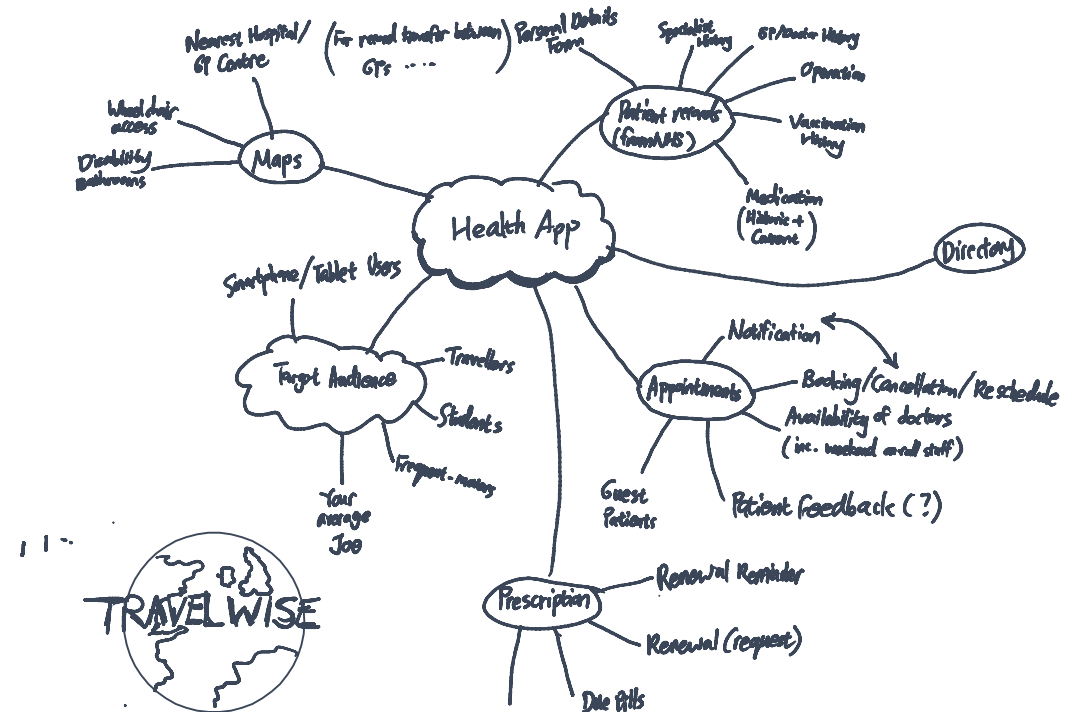 Nearest Hospital/
GP Centre
(For record transfer between
GPs ....)
Wheelchair
access
Disability
Bathrooms
Maps
Personal Details
Form
Specialist
History
GP/Doctor History
Operation
Vaccination
History
Medication
(Historic +
Current)
Patient records
(from NHS)
Health App
Directory
Smartphone/Tablet Users
Target Audience
Travellers
Students
Frequent-movers
Your
average
Joe
Notification
Appointments
Booking/Cancellation/Reschedule
Availability of doctors
(inc. weekend on-call staff)
Guest
Patients
Patient Feedback (?)
Prescription
Renewal Reminder
Renewal (request)
Pills
TRAVELWISE